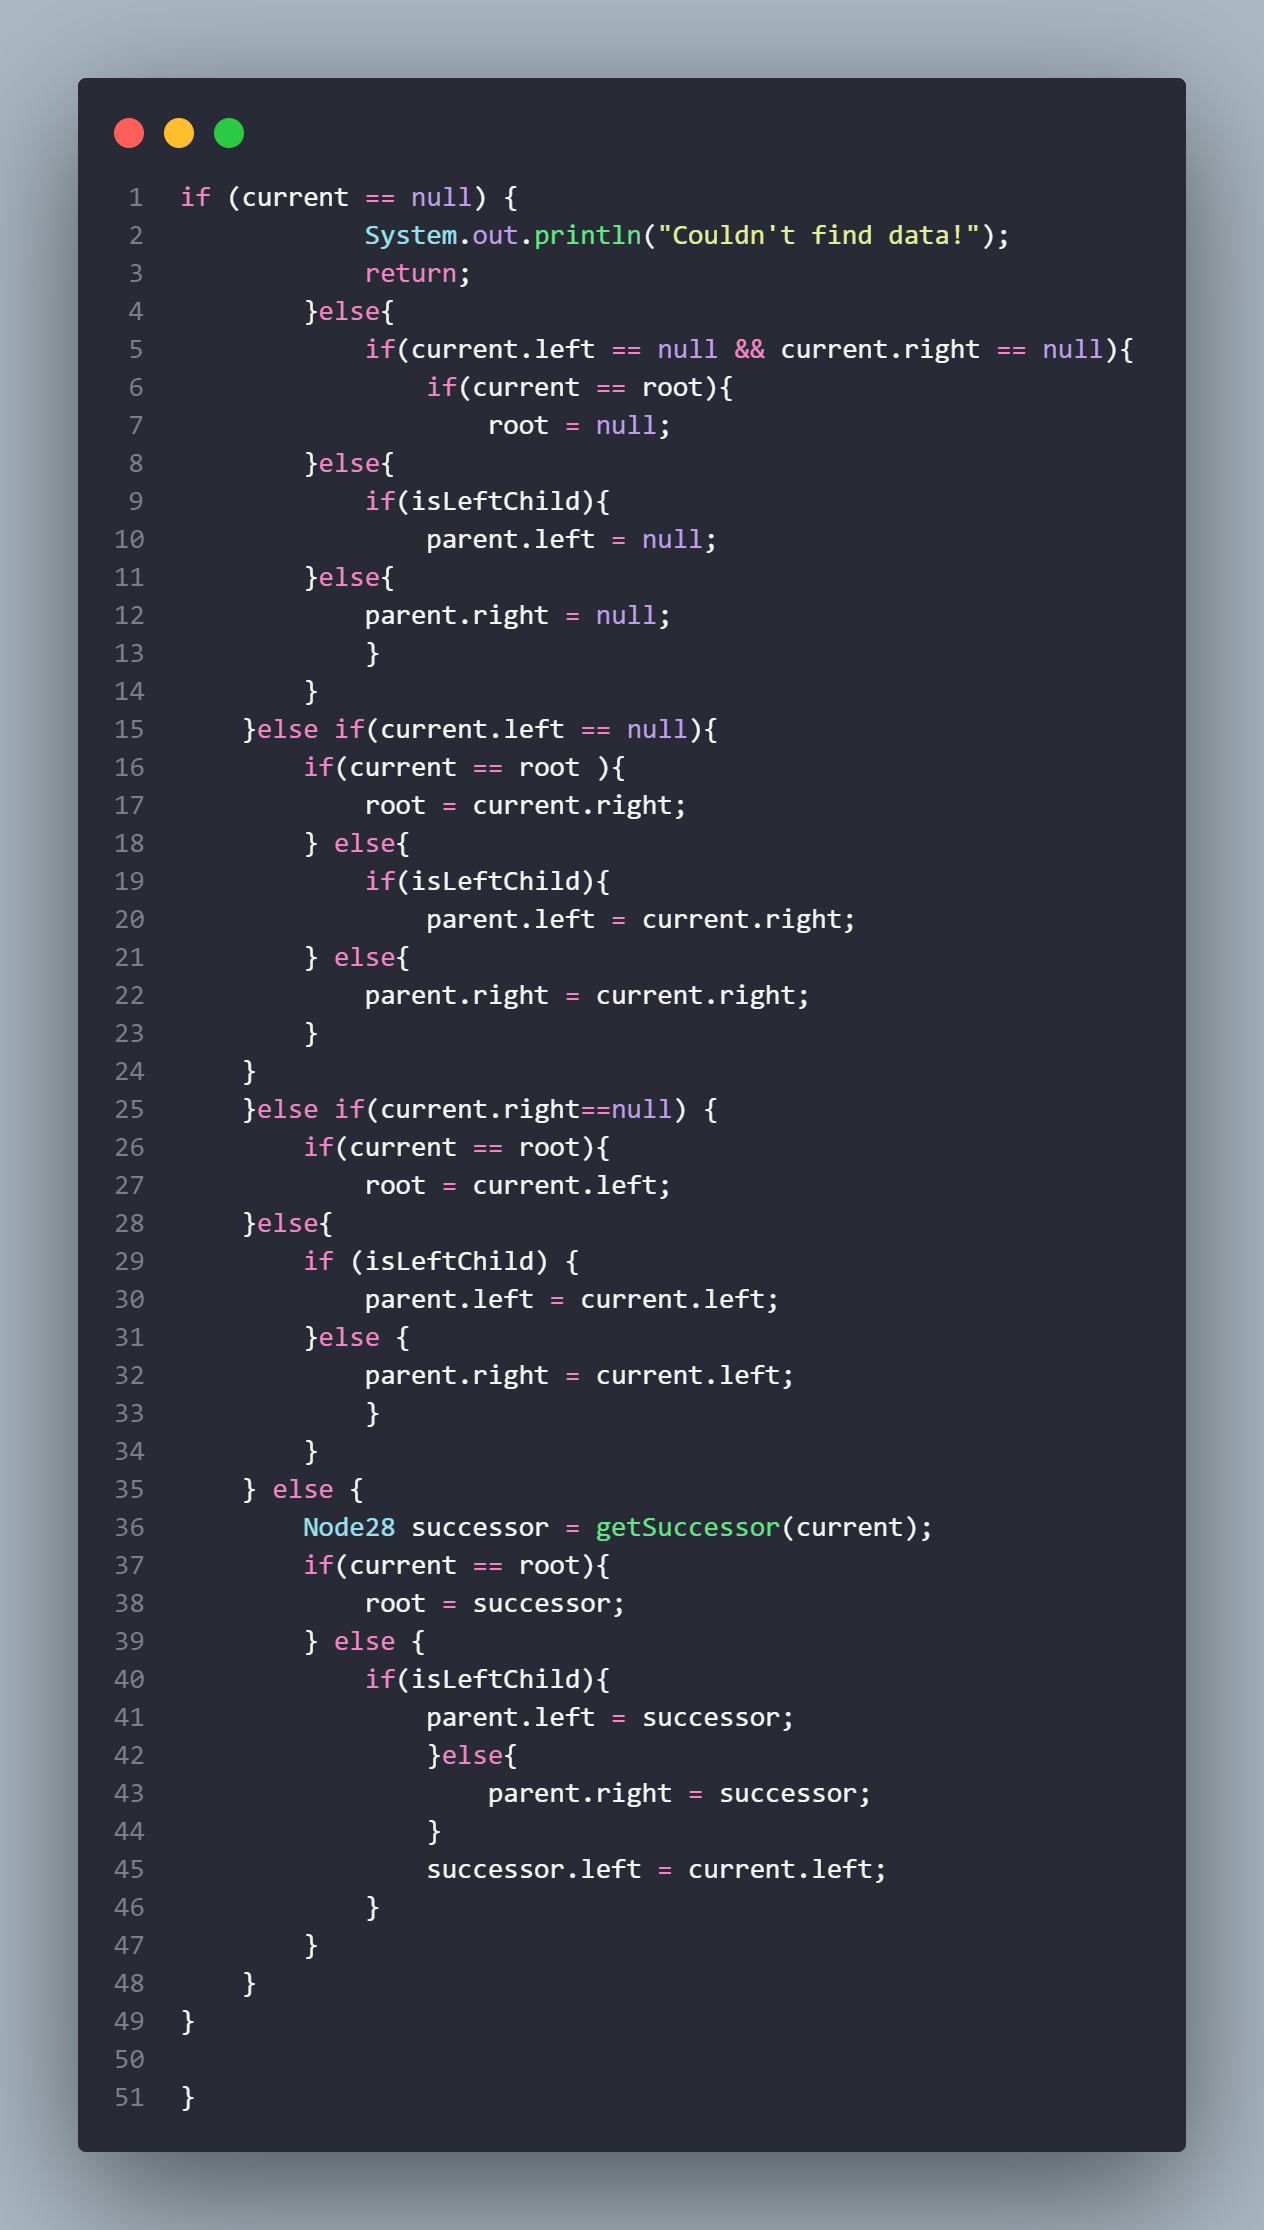 1 if (current == null) {
2             System.out.println("Couldn't find data!");
3             return;
4         }else{
5             if(current.left == null && current.right == null){
6                 if(current == root){
7                     root = null;
8         }else{
9             if(isLeftChild){
10                 parent.left = null;
11         }else{
12             parent.right = null;
13             }
14         }
15     }else if(current.left == null){
16         if(current == root ){
17             root = current.right;
18         } else{
19             if(isLeftChild){
20                 parent.left = current.right;
21         } else{
22             parent.right = current.right;
23         }
24     }
25     }else if(current.right==null) {
26         if(current == root){
27             root = current.left;
28     }else{
29         if (isLeftChild) {
30             parent.left = current.left;
31         }else {
32             parent.right = current.left;
33             }
34         }
35     } else {
36         Node28 successor = getSuccessor(current);
37         if(current == root){
38             root = successor;
39         } else {
40             if(isLeftChild){
41                 parent.left = successor;
42                 }else{
43                     parent.right = successor;
44                 }
45                 successor.left = current.left;
46             }
47         }
48     }
49 }
50
51 }